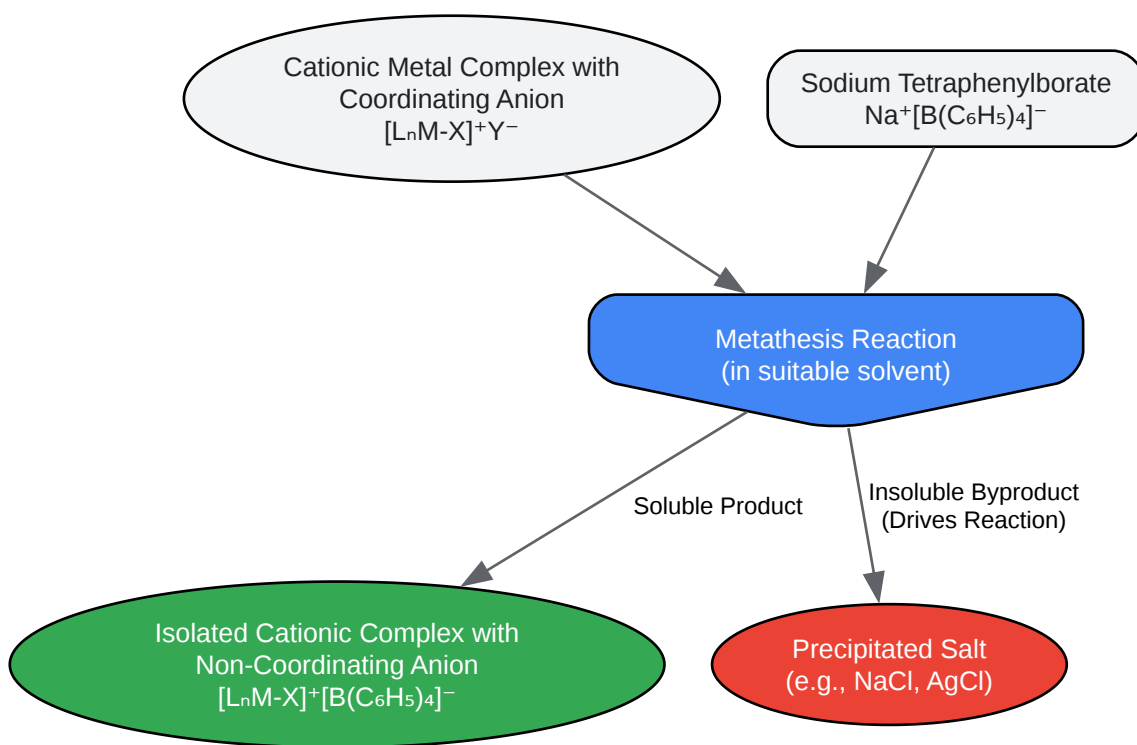 Cationic Metal Complex with
Coordinating Anion
[LₙM-X]⁺Y⁻
Sodium Tetraphenylborate
Na⁺[B(C₆H₅)₄]⁻
Metathesis Reaction
(in suitable solvent)
Soluble Product
Insoluble Byproduct
(Drives Reaction)
Isolated Cationic Complex with
Non-Coordinating Anion
[LₙM-X]⁺[B(C₆H₅)₄]⁻
Precipitated Salt
(e.g., NaCl, AgCl)